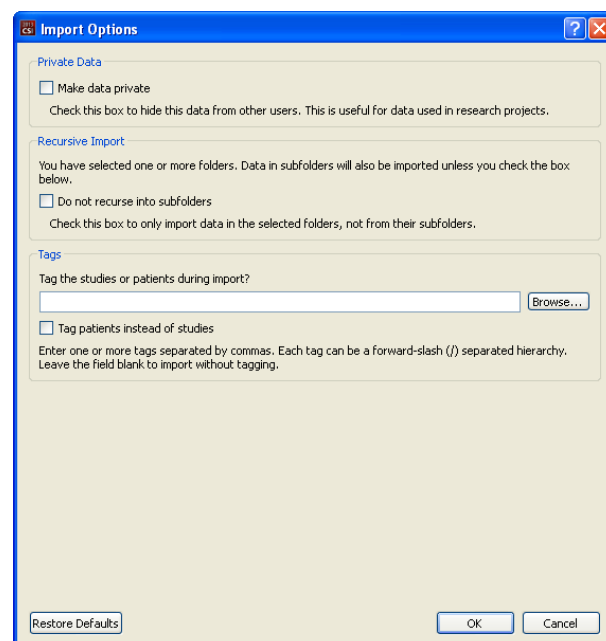 2013
CSI Import Options
Private Data
Make data private
Check this box to hide this data from other users. This is useful for data used in research projects.
Recursive Import
You have selected one or more folders. Data in subfolders will also be imported unless you check the box
below.
Do not recurse into subfolders
Check this box to only import data in the selected folders, not from their subfolders.
Tags
Tag the studies or patients during import?
Browse...
Tag patients instead of studies
Enter one or more tags separated by commas. Each tag can be a forward-slash (/) separated hierarchy.
Leave the field blank to import without tagging.
Restore Defaults OK Cancel